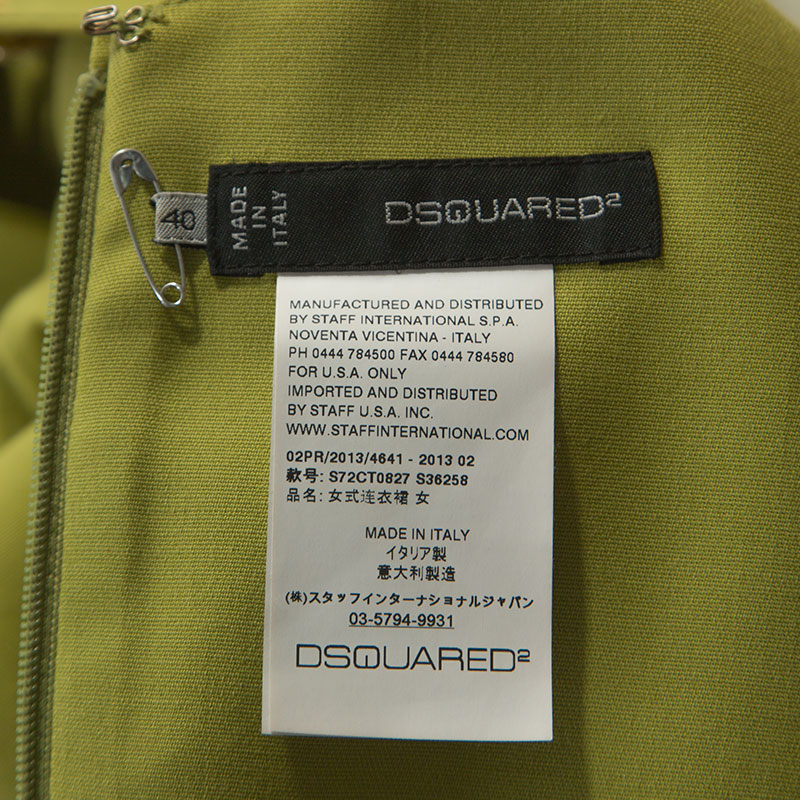 40
MADE
IN
ITALY
DSQUARED²
MANUFACTURED AND DISTRIBUTED
BY STAFF INTERNATIONAL S.P.A.
NOVENTA VICENTINA - ITALY
PH 0444 784500 FAX 0444 784580
FOR U.S.A. ONLY
IMPORTED AND DISTRIBUTED
BY STAFF U.S.A. INC.
WWW.STAFFINTERNATIONAL.COM
02PR/2013/4641 - 2013 02
款号: S72CT0827 S36258
品名: 女式连衣裙 女
MADE IN ITALY
イタリア製
意大利製造
(株)スタッフインターナショナルジャパン
03-5794-9931
DSQUARED²